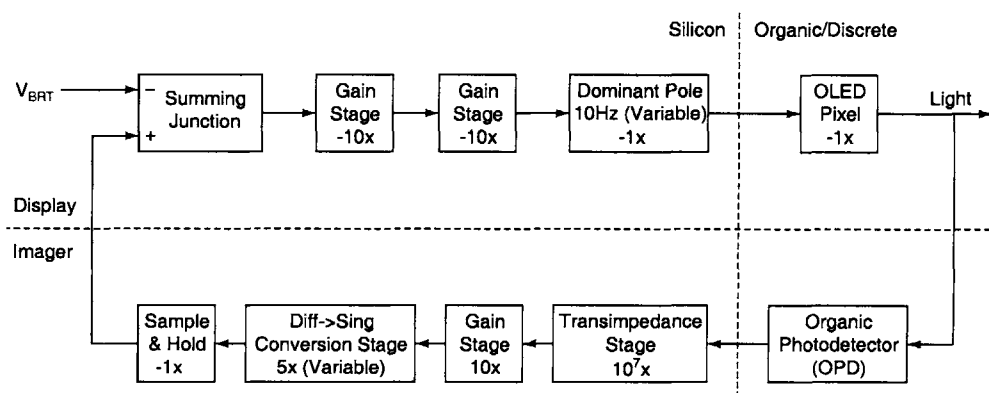 Silicon
Organic/Discrete
V_BRT
−
+
Summing
Junction
Gain
Stage
-10x
Gain
Stage
-10x
Dominant Pole
10Hz (Variable)
-1x
OLED
Pixel
-1x
Light
Display
Imager
Sample
& Hold
-1x
Diff->Sing
Conversion Stage
5x (Variable)
Gain
Stage
10x
Transimpedance
Stage
10⁷x
Organic
Photodetector
(OPD)